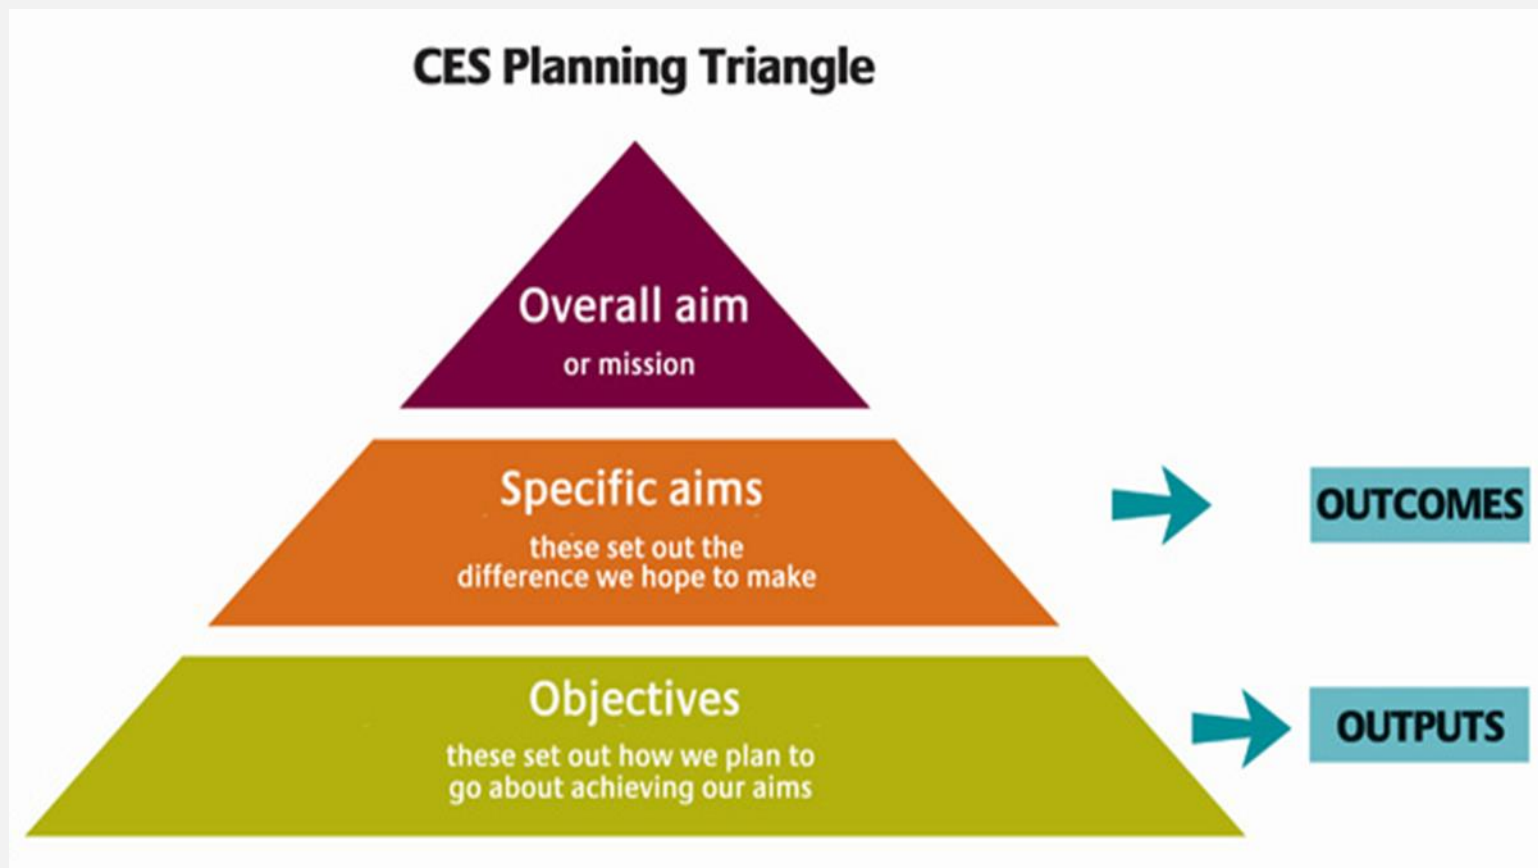 CES Planning Triangle
Overall aim
or mission
Specific aims
these set out the
difference we hope to make
OUTCOMES
Objectives
these set out how we plan to
go about achieving our aims
OUTPUTS